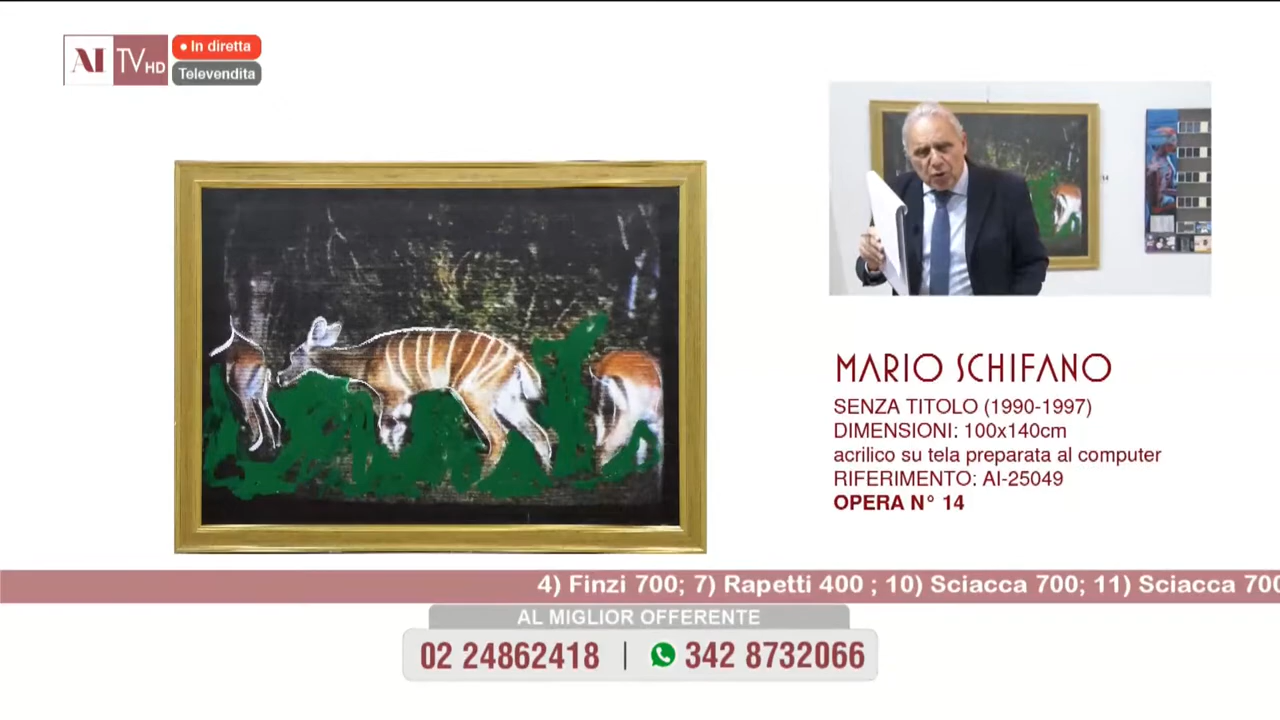 AI TV HD
• In diretta
Televendita
MARIO SCHIFANO
SENZA TITOLO (1990-1997)
DIMENSIONI: 100x140cm
acrilico su tela preparata al computer
RIFERIMENTO: AI-25049
OPERA N° 14
4) Finzi 700; 7) Rapetti 400 ; 10) Sciacca 700; 11) Sciacca 700
AL MIGLIOR OFFERENTE
02 24862418 | 342 8732066